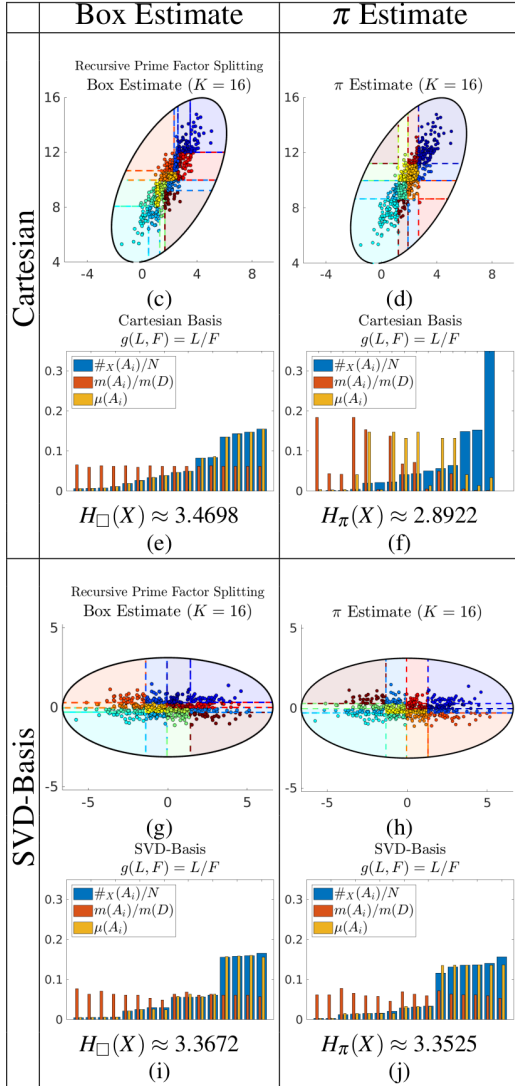 Box Estimate
π Estimate
Cartesian
Recursive Prime Factor Splitting
Box Estimate (K = 16)
16
12
8
4
-4
0
4
8
(c)
π Estimate (K = 16)
16
12
8
4
-4
0
4
8
(d)
Cartesian Basis
g(L, F) = L/F
#X(Ai)/N
m(Ai)/m(D)
μ(Ai)
0.3
0.2
0.1
0
H□(X) ≈ 3.4698
(e)
Cartesian Basis
g(L, F) = L/F
#X(Ai)/N
m(Ai)/m(D)
μ(Ai)
0.3
0.2
0.1
0
Hπ(X) ≈ 2.8922
(f)
SVD-Basis
Recursive Prime Factor Splitting
Box Estimate (K = 16)
5
0
-5
-5
0
5
(g)
π Estimate (K = 16)
5
0
-5
-5
0
5
(h)
SVD-Basis
g(L, F) = L/F
#X(Ai)/N
m(Ai)/m(D)
μ(Ai)
0.3
0.2
0.1
0
H□(X) ≈ 3.3672
(i)
SVD-Basis
g(L, F) = L/F
#X(Ai)/N
m(Ai)/m(D)
μ(Ai)
0.3
0.2
0.1
0
Hπ(X) ≈ 3.3525
(j)